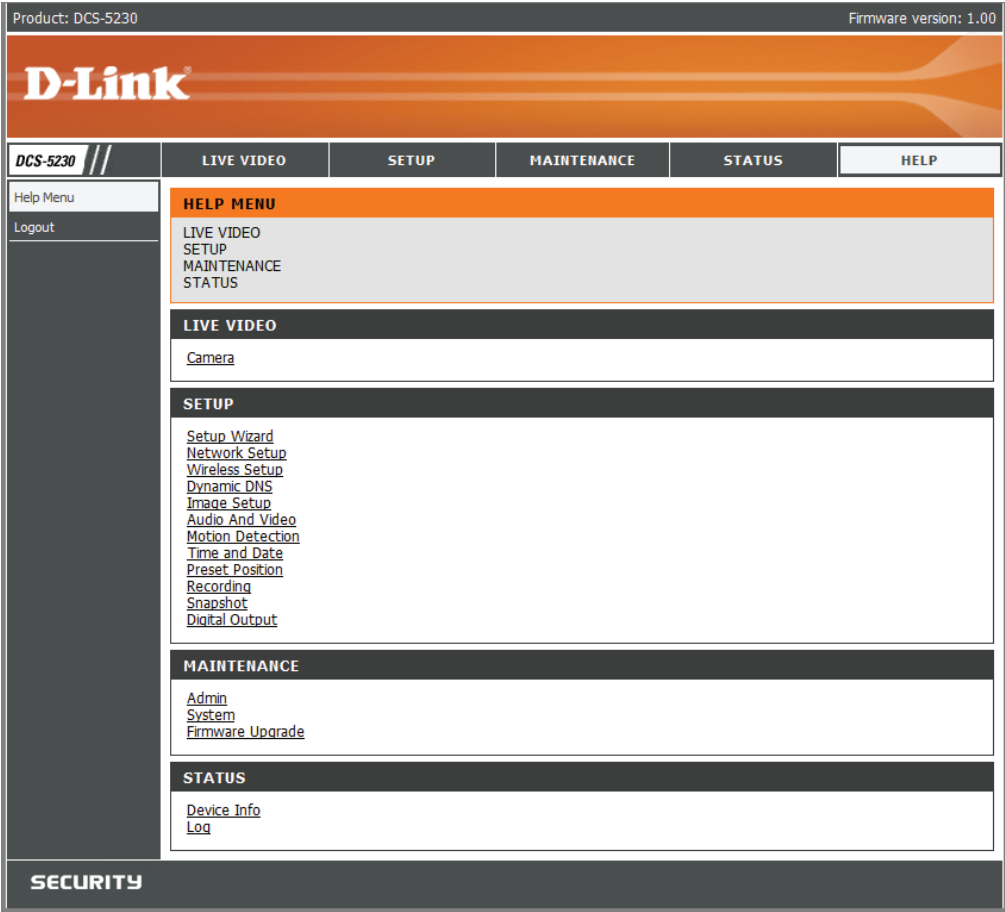 Product: DCS-5230 Firmware version: 1.00
D-Link®
DCS-5230 LIVE VIDEO SETUP MAINTENANCE STATUS HELP
Help Menu
Logout
HELP MENU
LIVE VIDEO
SETUP
MAINTENANCE
STATUS
LIVE VIDEO
Camera
SETUP
Setup Wizard
Network Setup
Wireless Setup
Dynamic DNS
Image Setup
Audio And Video
Motion Detection
Time and Date
Preset Position
Recording
Snapshot
Digital Output
MAINTENANCE
Admin
System
Firmware Upgrade
STATUS
Device Info
Log
SECURITY